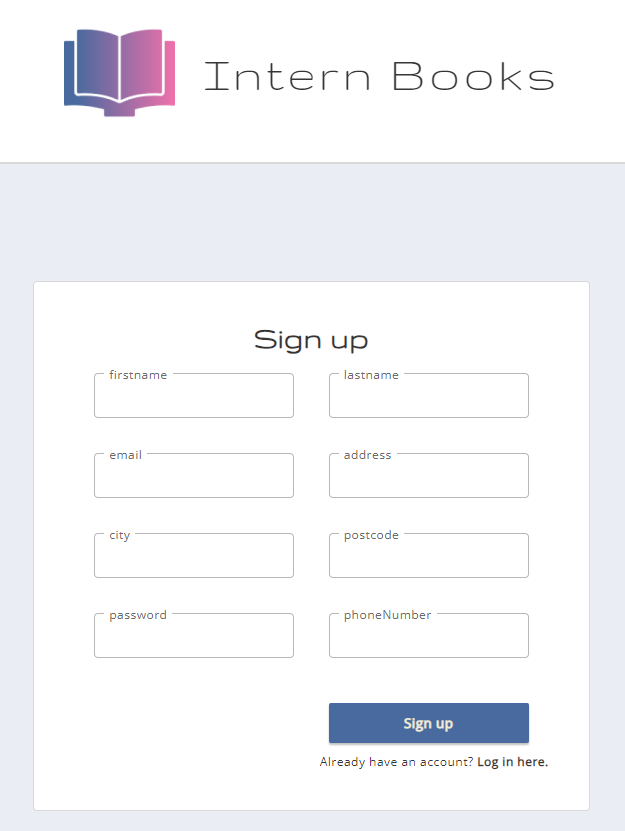 Intern Books
Sign up
firstname
lastname
email
address
city
postcode
password
phoneNumber
Sign up
Already have an account? Log in here.